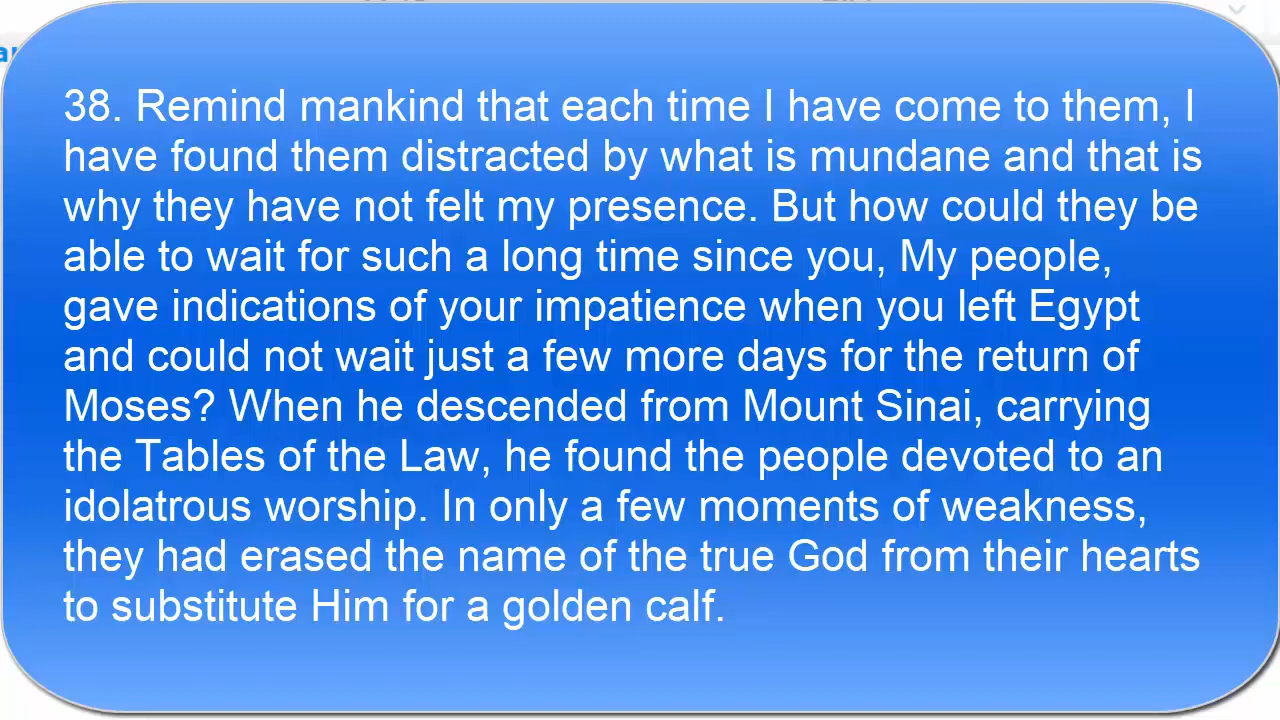 38. Remind mankind that each time I have come to them, I
have found them distracted by what is mundane and that is
why they have not felt my presence. But how could they be
able to wait for such a long time since you, My people,
gave indications of your impatience when you left Egypt
and could not wait just a few more days for the return of
Moses? When he descended from Mount Sinai, carrying
the Tables of the Law, he found the people devoted to an
idolatrous worship. In only a few moments of weakness,
they had erased the name of the true God from their hearts
to substitute Him for a golden calf.